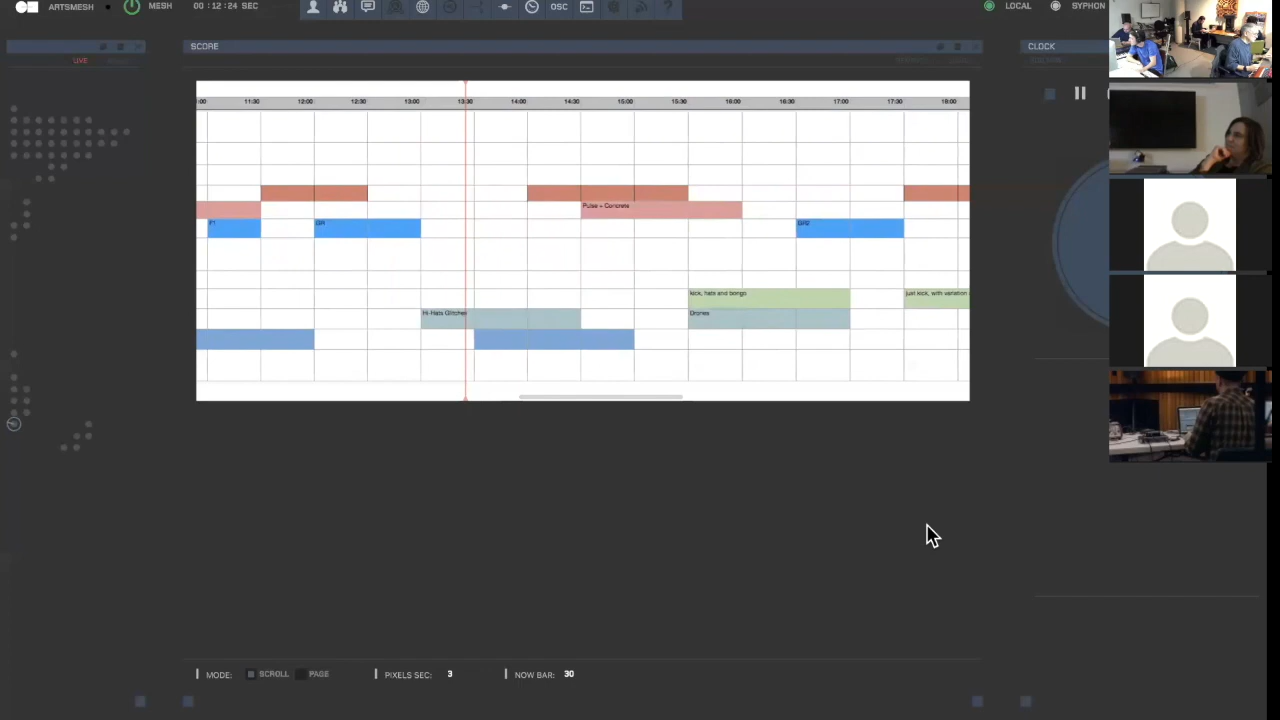 ARTSMESH MESH 00 : 12 : 24 SEC OSC ? LOCAL SYPHON
SCORE CLOCK
LIVE
:00 11:30 12:00 12:30 13:00 13:30 14:00 14:30 15:00 15:30 16:00 16:30 17:00 17:30 18:00
Pulse + Concrete
kick, hats and bongo just kick, with variation
Hi-Hats Glitches Drones
MODE: SCROLL PAGE PIXELS SEC: 3 NOW BAR: 30